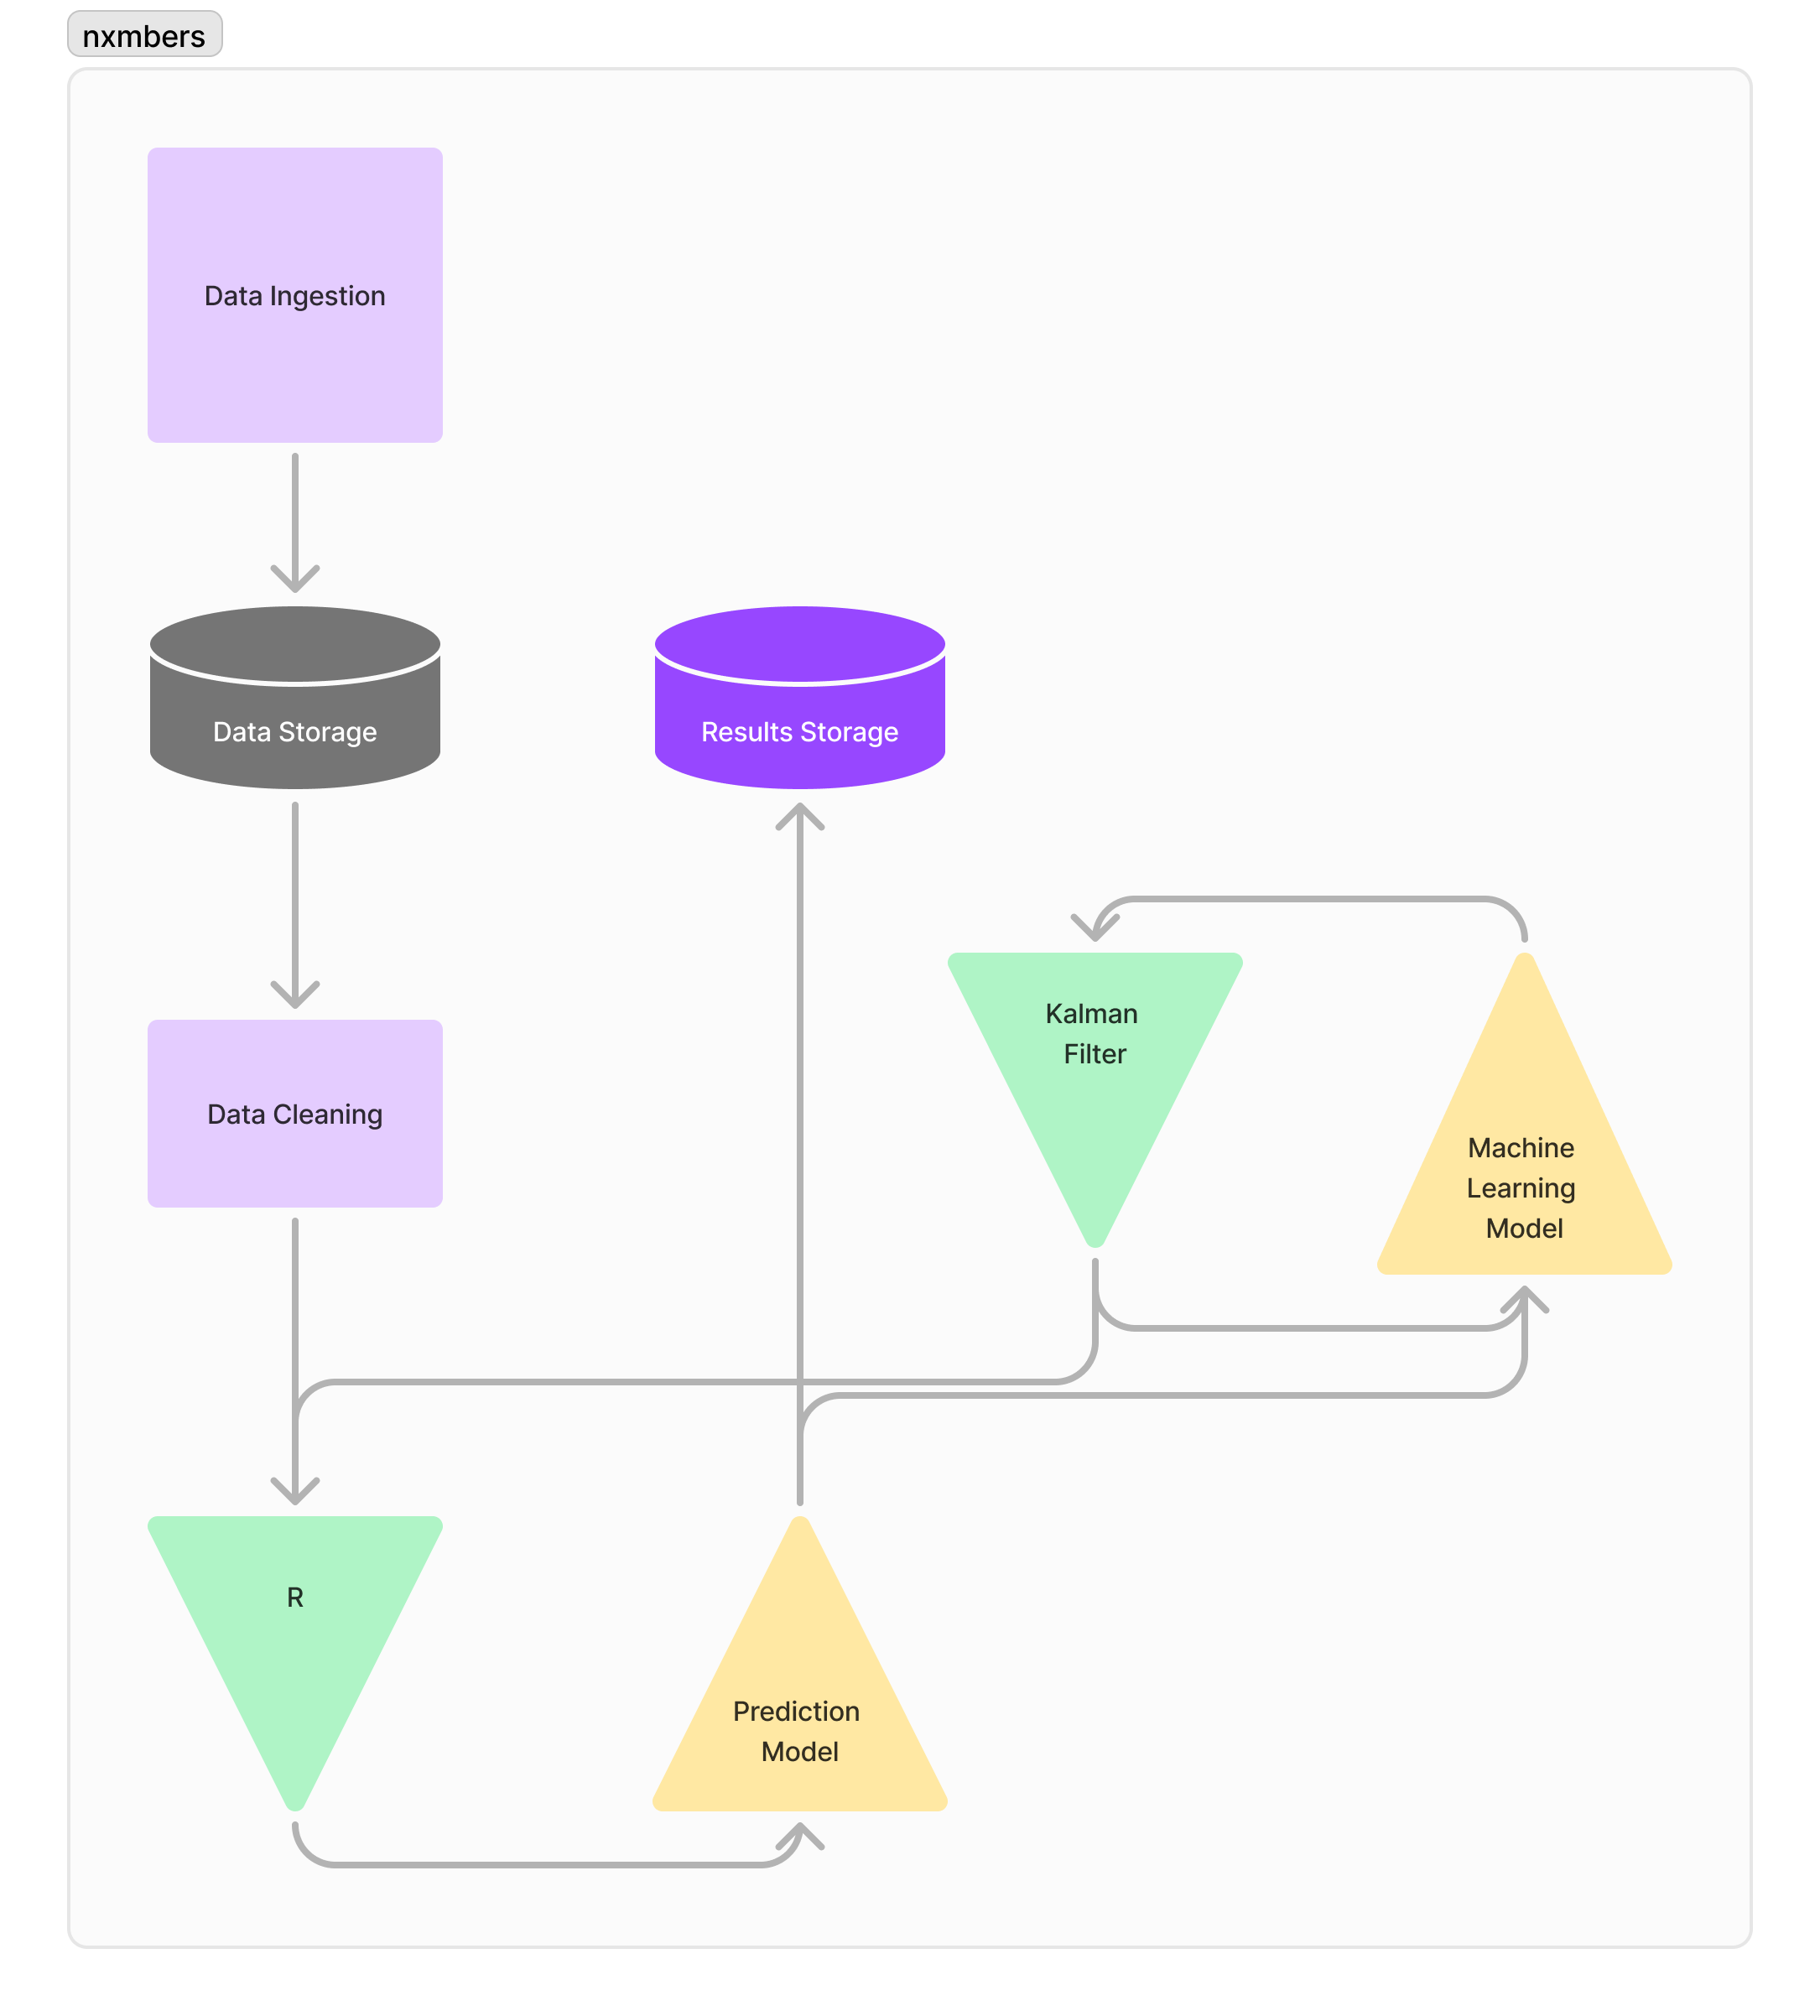 nxmbers
Data Ingestion
Data Storage
Results Storage
Kalman
Filter
Data Cleaning
Machine
Learning
Model
R
Prediction
Model